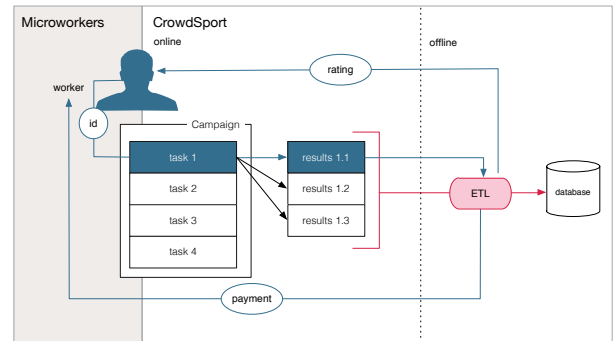 Microworkers
CrowdSport
online
offline
rating
worker
id
Campaign
task 1
results 1.1
task 2
results 1.2
ETL
database
task 3
results 1.3
task 4
payment